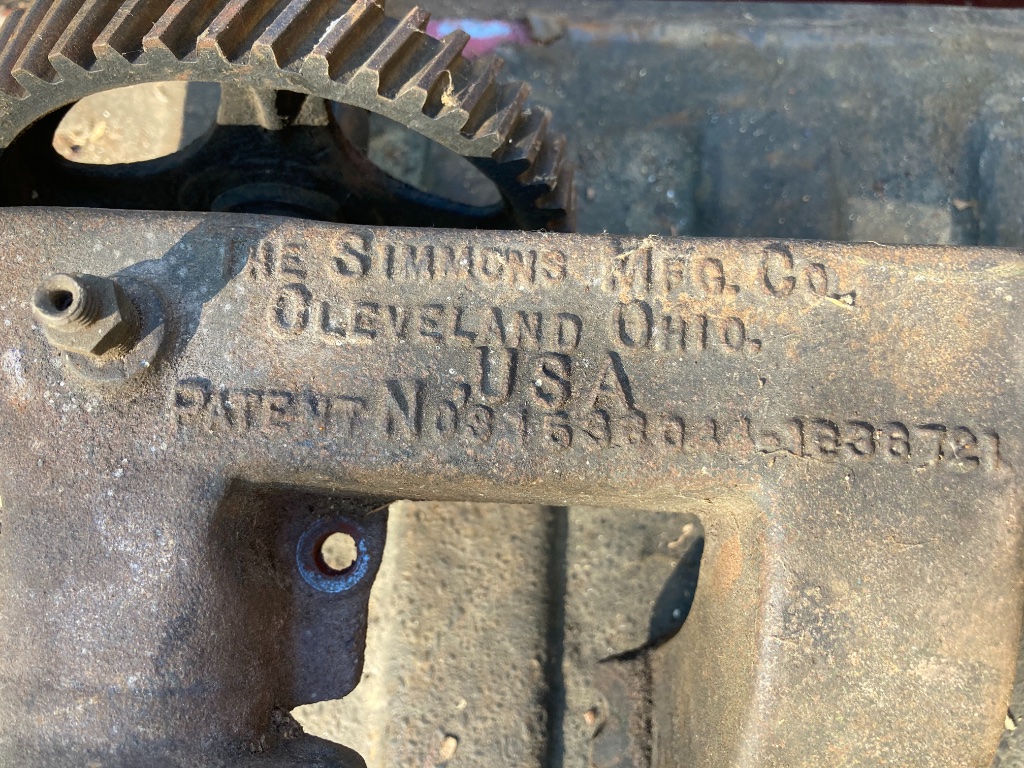 THE SIMMONS MFG. CO.,
CLEVELAND OHIO,
USA
PATENT